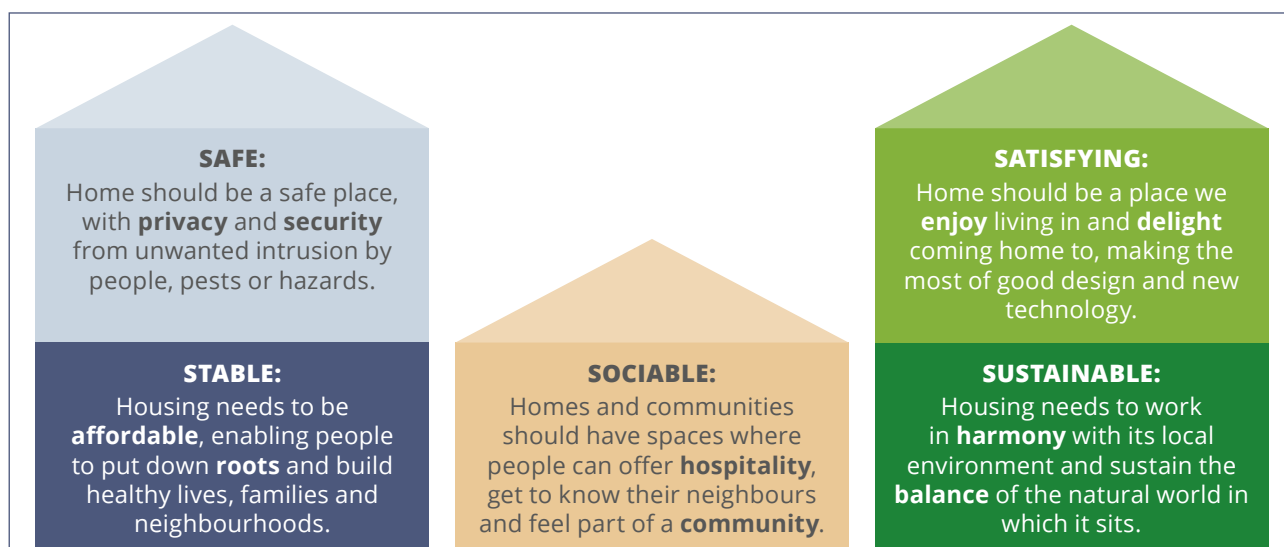 SAFE:
Home should be a safe place,
with privacy and security
from unwanted intrusion by
people, pests or hazards.
STABLE:
Housing needs to be
affordable, enabling people
to put down roots and build
healthy lives, families and
neighbourhoods.
SOCIABLE:
Homes and communities
should have spaces where
people can offer hospitality,
get to know their neighbours
and feel part of a community.
SATISFYING:
Home should be a place we
enjoy living in and delight
coming home to, making the
most of good design and new
technology.
SUSTAINABLE:
Housing needs to work
in harmony with its local
environment and sustain the
balance of the natural world in
which it sits.